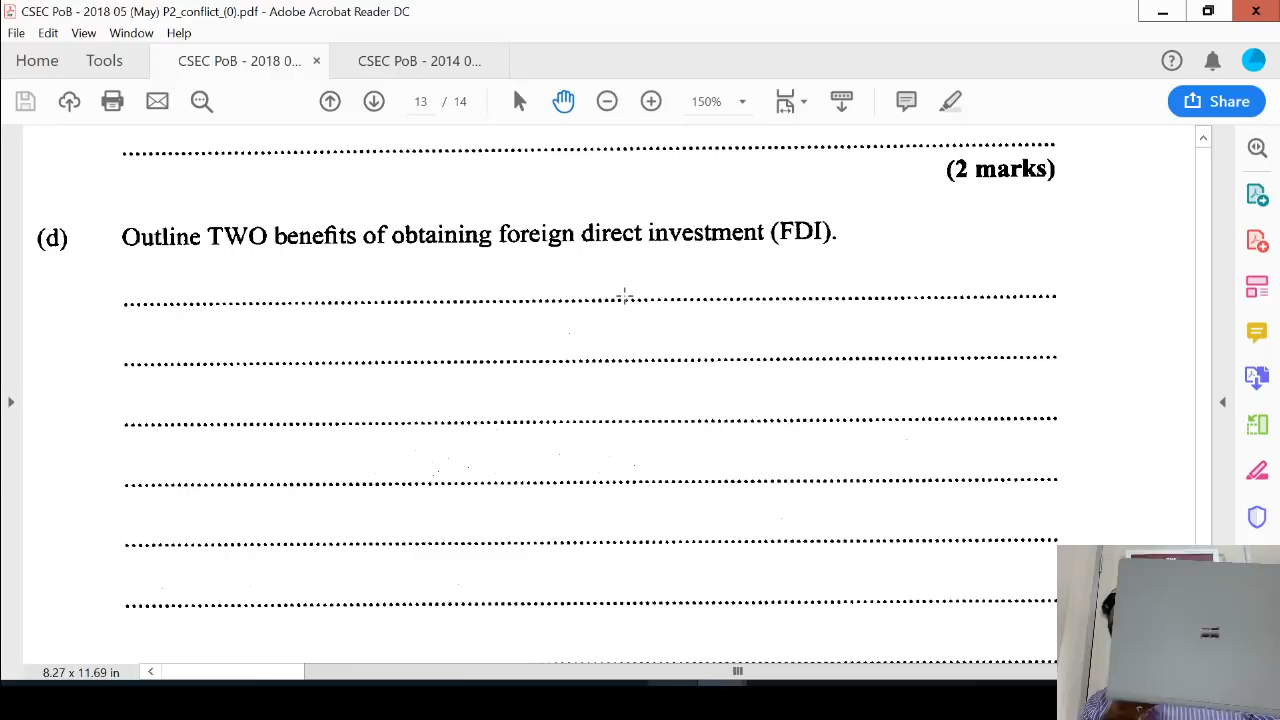 CSEC PoB - 2018 05 (May) P2_conflict_(0).pdf - Adobe Acrobat Reader DC
File Edit View Window Help
Home Tools CSEC PoB - 2018 0... × CSEC PoB - 2014 0...
13 / 14 150% Share
(2 marks)
(d) Outline TWO benefits of obtaining foreign direct investment (FDI).
8.27 x 11.69 in